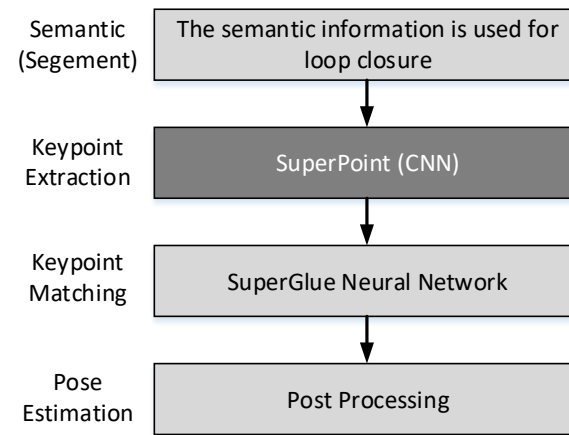 Semantic
(Segement)
The semantic information is used for
loop closure
Keypoint
Extraction
SuperPoint (CNN)
Keypoint
Matching
SuperGlue Neural Network
Pose
Estimation
Post Processing